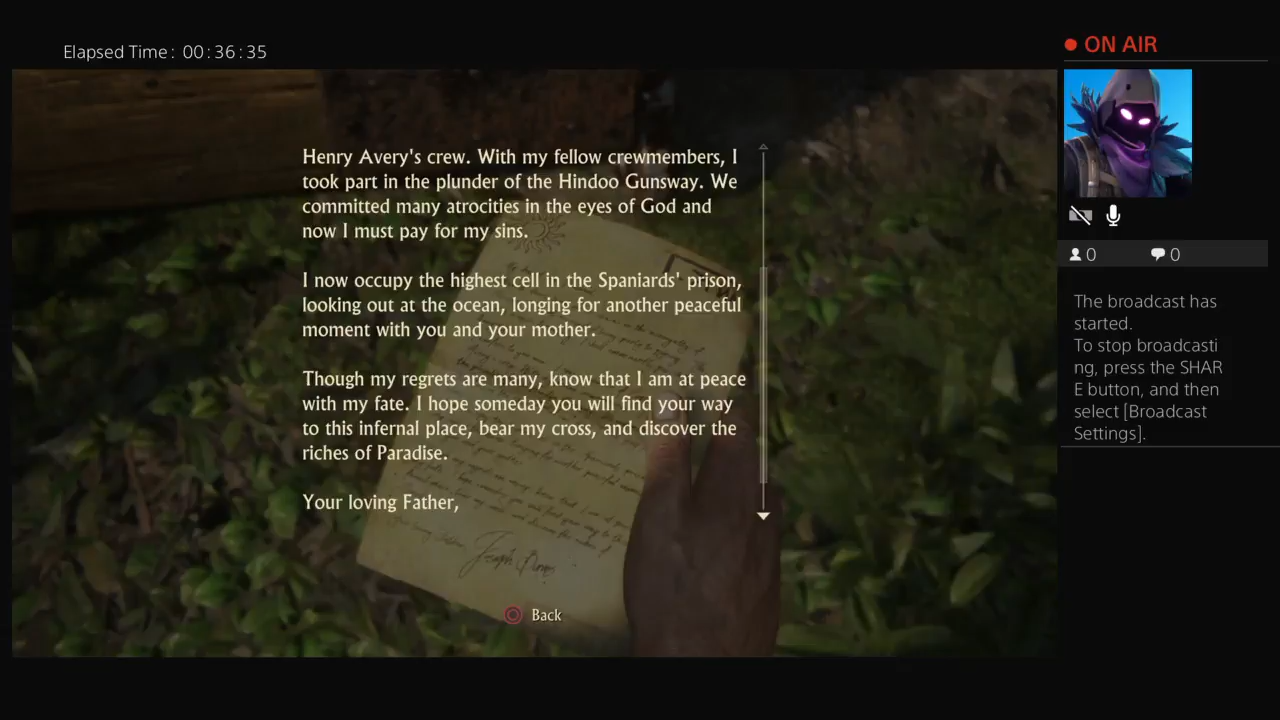 Elapsed Time: 00:36:35
ON AIR
Henry Avery's crew. With my fellow crewmembers, I
took part in the plunder of the Hindoo Gunsway. We
committed many atrocities in the eyes of God and
now I must pay for my sins.
I now occupy the highest cell in the Spaniards' prison,
looking out at the ocean, longing for another peaceful
moment with you and your mother.
Though my regrets are many, know that I am at peace
with my fate. I hope someday you will find your way
to this infernal place, bear my cross, and discover the
riches of Paradise.
Your loving Father,
Back
0
0
The broadcast has
started.
To stop broadcasti
ng, press the SHAR
E button, and then
select [Broadcast
Settings].